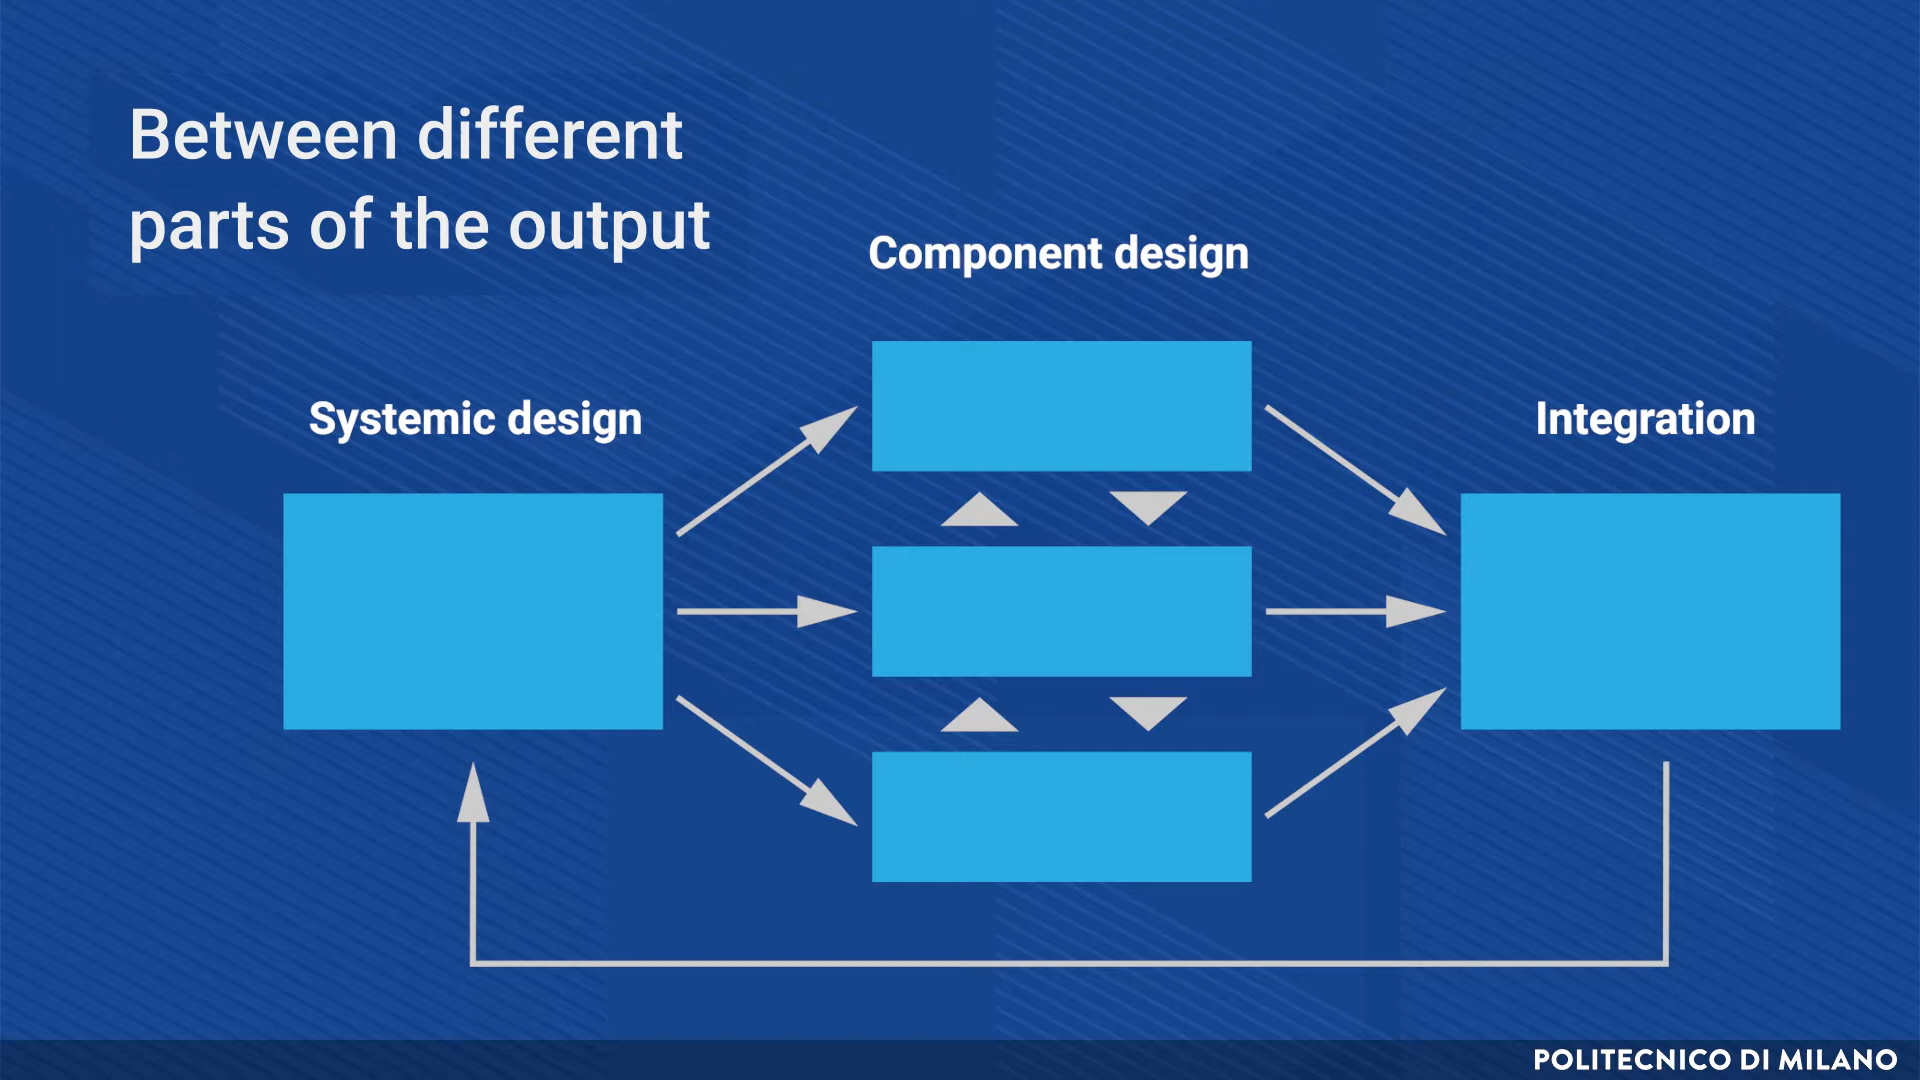 Between different
parts of the output
Component design
Systemic design
Integration
POLITECNICO DI MILANO